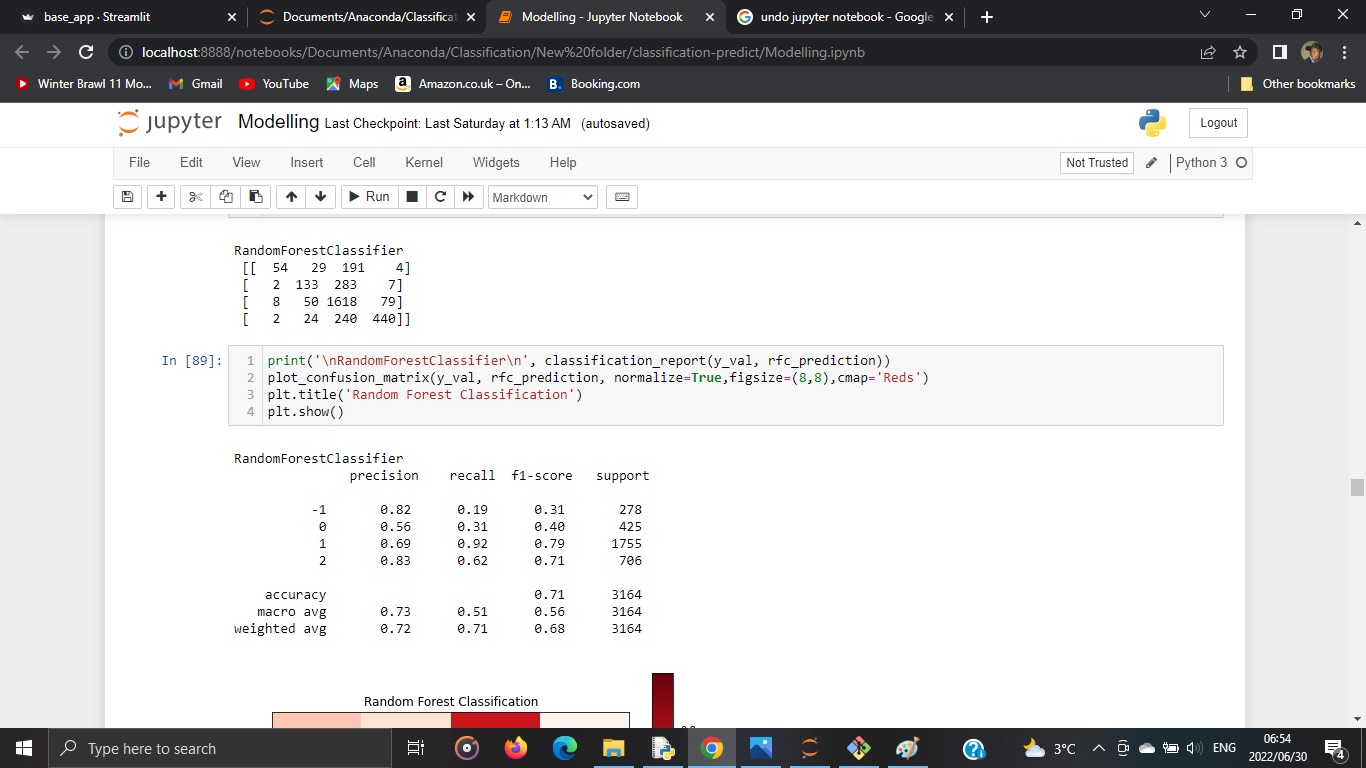 base_app · Streamlit
Documents/Anaconda/Classificat
Modelling - Jupyter Notebook
undo jupyter notebook - Google
localhost:8888/notebooks/Documents/Anaconda/Classification/New%20folder/classification-predict/Modelling.ipynb
Winter Brawl 11 Mo... Gmail YouTube Maps Amazon.co.uk – On... Booking.com Other bookmarks
jupyter Modelling Last Checkpoint: Last Saturday at 1:13 AM (autosaved) Logout
File Edit View Insert Cell Kernel Widgets Help Not Trusted Python 3
Run Markdown
RandomForestClassifier
[[ 54 29 191 4]
[ 2 133 283 7]
[ 8 50 1618 79]
[ 2 24 240 440]]
In [89]: 1 print('\nRandomForestClassifier\n', classification_report(y_val, rfc_prediction))
2 plot_confusion_matrix(y_val, rfc_prediction, normalize=True,figsize=(8,8),cmap='Reds')
3 plt.title('Random Forest Classification')
4 plt.show()
RandomForestClassifier
precision recall f1-score support
-1 0.82 0.19 0.31 278
0 0.56 0.31 0.40 425
1 0.69 0.92 0.79 1755
2 0.83 0.62 0.71 706
accuracy 0.71 3164
macro avg 0.73 0.51 0.56 3164
weighted avg 0.72 0.71 0.68 3164
Random Forest Classification
Type here to search
3°C
ENG
06:54
2022/06/30
4